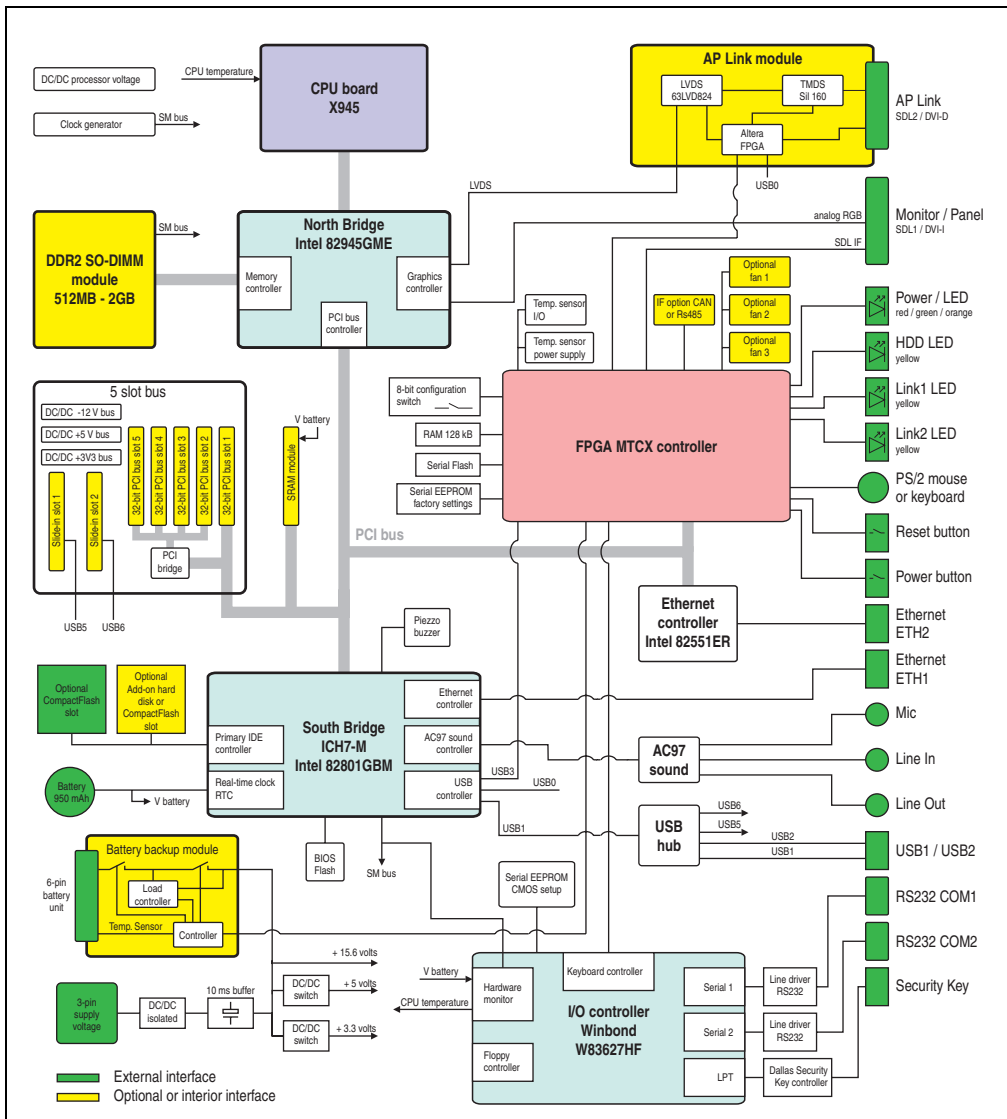 DC/DC processor voltage
Clock generator
CPU temperature
SM bus
CPU board
X945
AP Link module
LVDS
63LVD824
TMDS
Sil 160
Altera
FPGA
USB0
AP Link
SDL2 / DVI-D
LVDS
DDR2 SO-DIMM
module
512MB - 2GB
SM bus
North Bridge
Intel 82945GME
Memory
controller
Graphics
controller
PCI bus
controller
analog RGB
SDL IF
Monitor / Panel
SDL1 / DVI-I
Temp. sensor
I/O
Temp. sensor
power supply
IF option CAN
or Rs485
Optional
fan 1
Optional
fan 2
Optional
fan 3
Power / LED
red / green / orange
HDD LED
yellow
Link1 LED
yellow
Link2 LED
yellow
PS/2 mouse
or keyboard
Reset button
Power button
5 slot bus
DC/DC -12 V bus
DC/DC +5 V bus
DC/DC +3V3 bus
Slide-in slot 1
Slide-in slot 2
32-bit PCI bus slot 5
32-bit PCI bus slot 4
32-bit PCI bus slot 3
32-bit PCI bus slot 2
32-bit PCI bus slot 1
PCI
bridge
USB5
USB6
V battery
SRAM module
8-bit configuration
switch
RAM 128 kB
Serial Flash
Serial EEPROM
factory settings
FPGA MTCX controller
PCI bus
Ethernet
controller
Intel 82551ER
Ethernet
ETH2
Ethernet
ETH1
Piezzo
buzzer
Optional
CompactFlash
slot
Optional
Add-on hard
disk or
CompactFlash
slot
South Bridge
ICH7-M
Intel 82801GBM
Primary IDE
controller
Real-time clock
RTC
Ethernet
controller
AC97 sound
controller
USB
controller
USB3
USB0
USB1
Battery
950 mAh
V battery
AC97
sound
Mic
Line In
Line Out
USB
hub
USB6
USB5
USB2
USB1
USB1 / USB2
BIOS
Flash
SM bus
Serial EEPROM
CMOS setup
Battery backup module
6-pin
battery
unit
Load
controller
Temp. Sensor
Controller
3-pin
supply
voltage
DC/DC
isolated
10 ms buffer
+ 15.6 volts
DC/DC
switch
+ 5 volts
DC/DC
switch
+ 3.3 volts
V battery
CPU temperature
Hardware
monitor
Keyboard controller
Floppy
controller
I/O controller
Winbond
W83627HF
Serial 1
Serial 2
LPT
Line driver
RS232
Line driver
RS232
Dallas Security
Key controller
RS232 COM1
RS232 COM2
Security Key
External interface
Optional or interior interface